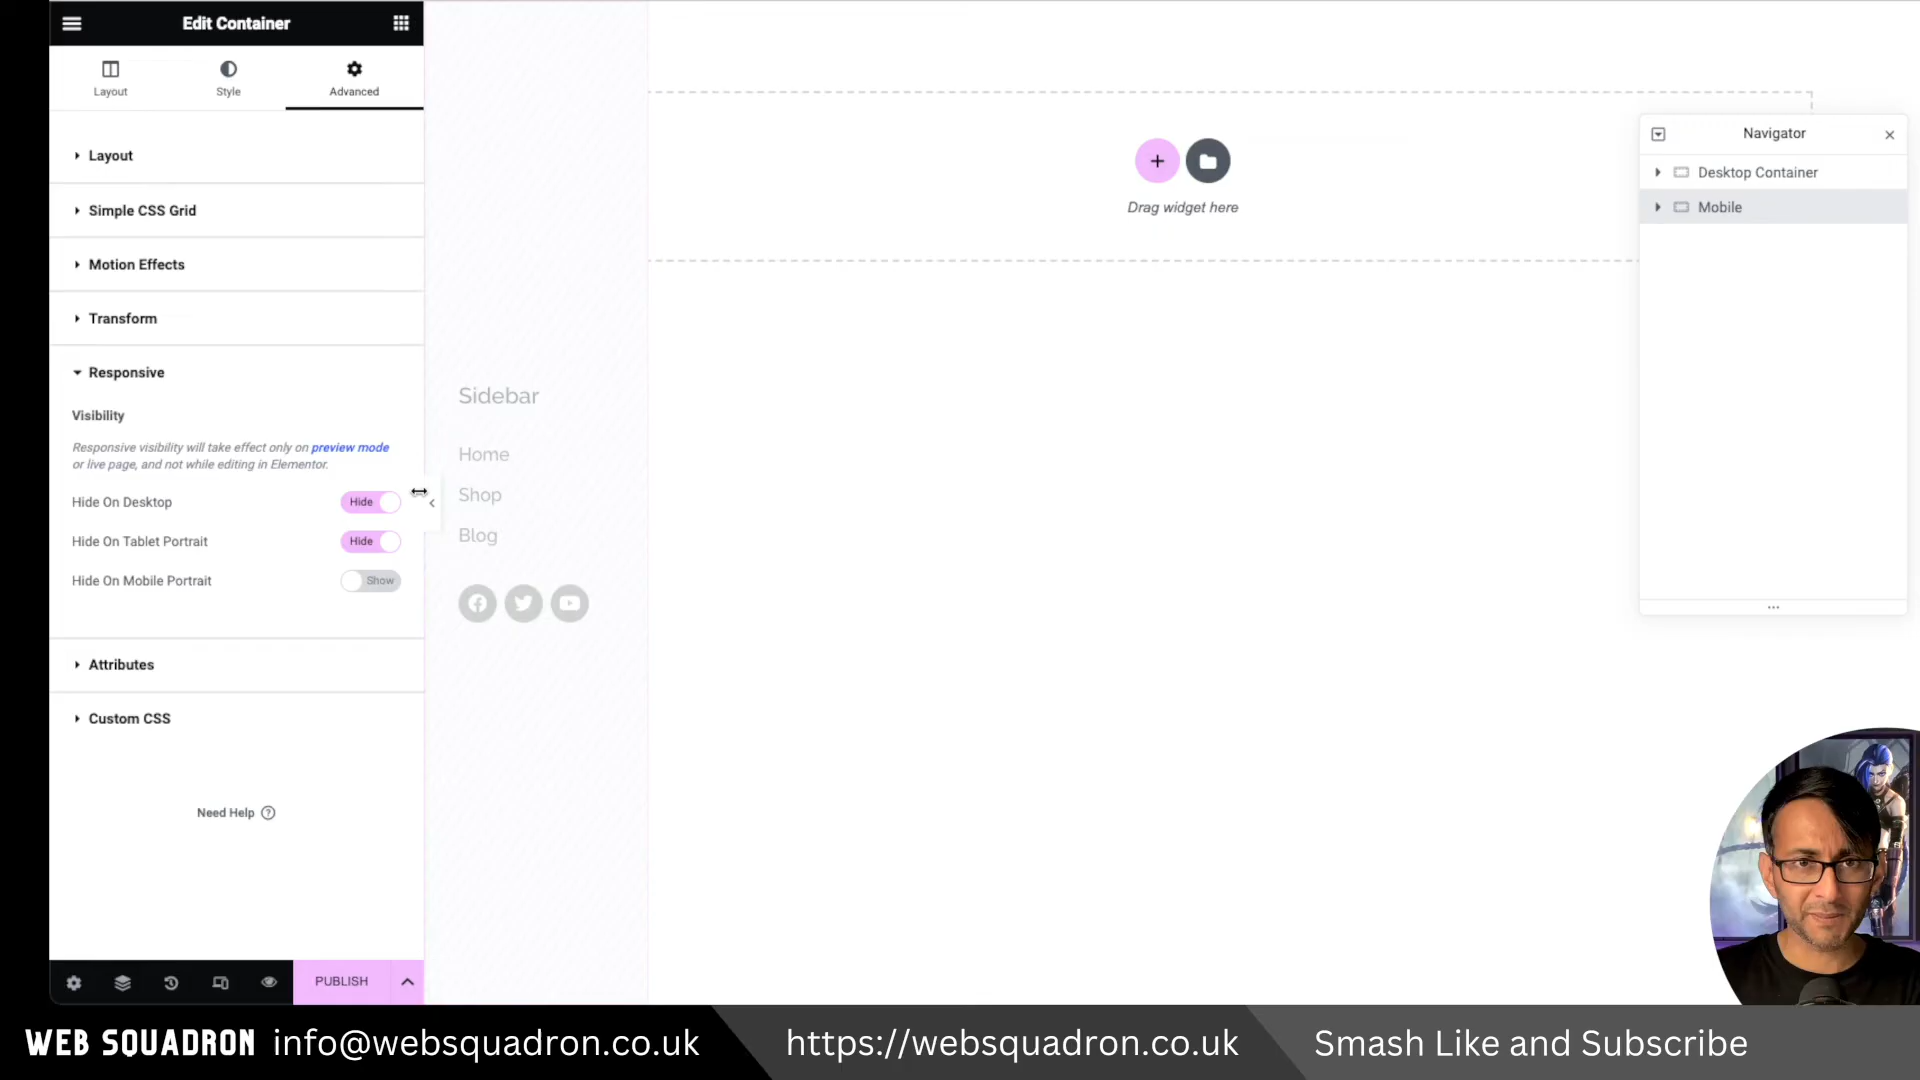 Edit Container
Layout
Style
Advanced
Layout
Simple CSS Grid
Motion Effects
Transform
Responsive
Visibility
Responsive visibility will take effect only on preview mode
or live page, and not while editing in Elementor.
Hide On Desktop
Hide
Hide On Tablet Portrait
Hide
Hide On Mobile Portrait
Show
Attributes
Custom CSS
Need Help
PUBLISH
Sidebar
Home
Shop
Blog
Drag widget here
Navigator
Desktop Container
Mobile
WEB SQUADRON info@websquadron.co.uk
https://websquadron.co.uk
Smash Like and Subscribe